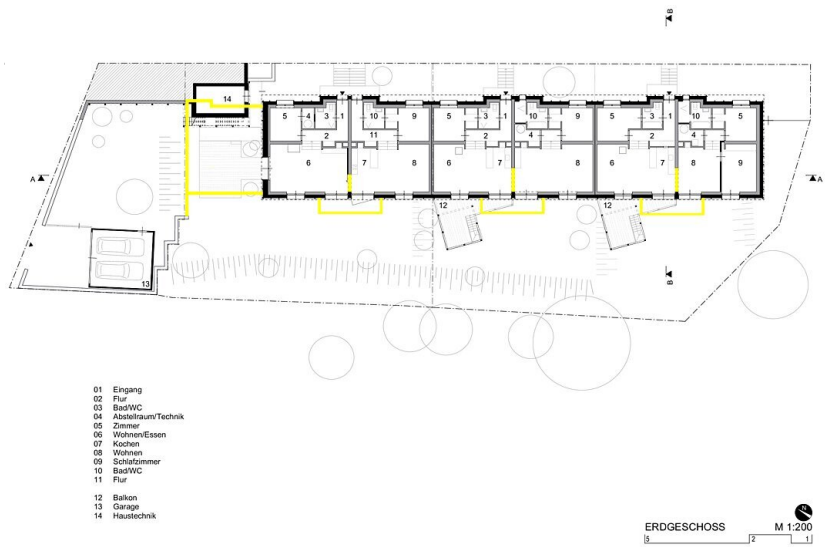 B
14
5 4 3 1 10 9 5 3 1 10 9 5 3 1 10 5
2 11 2 4 2 4
6 7 8 6 7 8 6 7 8 9
A A
12 12
B
13
01 Eingang
02 Flur
03 Bad/WC
04 Abstellraum/Technik
05 Zimmer
06 Wohnen/Essen
07 Kochen
08 Wohnen
09 Schlafzimmer
10 Bad/WC
11 Flur
12 Balkon
13 Garage
14 Haustechnik
N
ERDGESCHOSS M 1:200
5 2 1